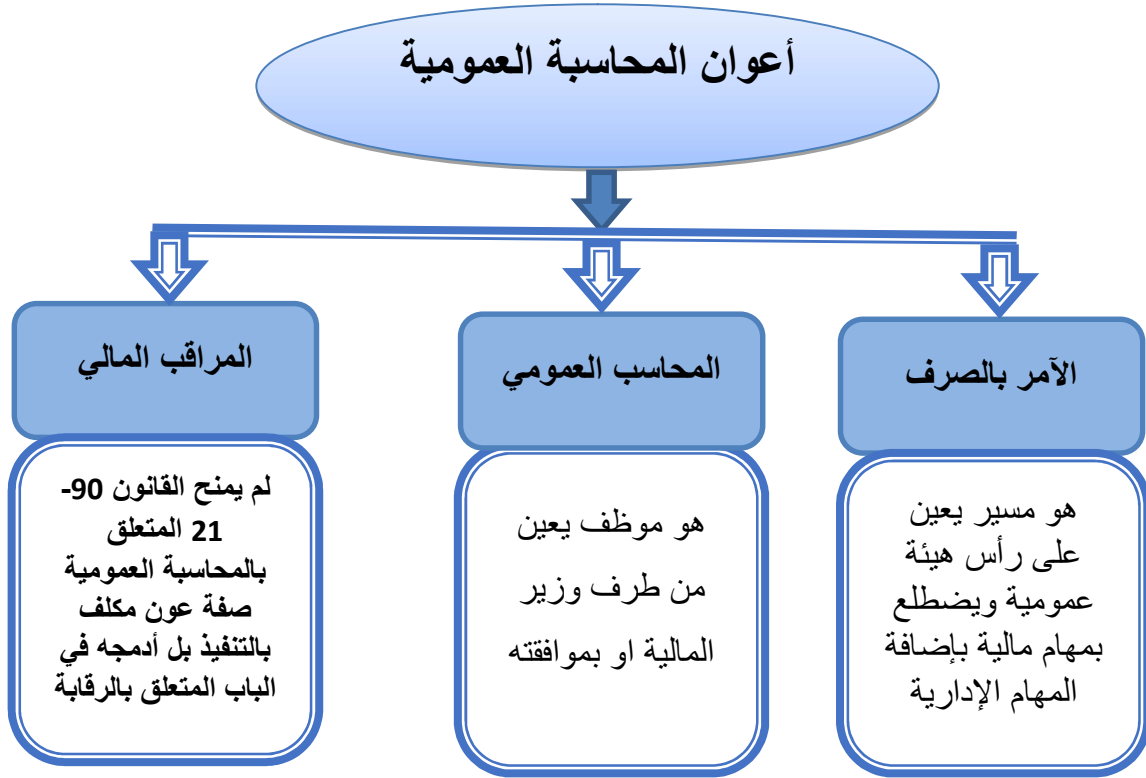 أعوان المحاسبة العمومية
الآمر بالصرف
هو مسير يعين
على رأس هيئة
عمومية ويضطلع
بمهام مالية بإضافة
المهام الإدارية
المحاسب العمومي
هو موظف يعين
من طرف وزير
المالية او بموافقته
المراقب المالي
لم يمنح القانون 90-
21 المتعلق
بالمحاسبة العمومية
صفة عون مكلف
بالتنفيذ بل أدمجه في
الباب المتعلق بالرقابة